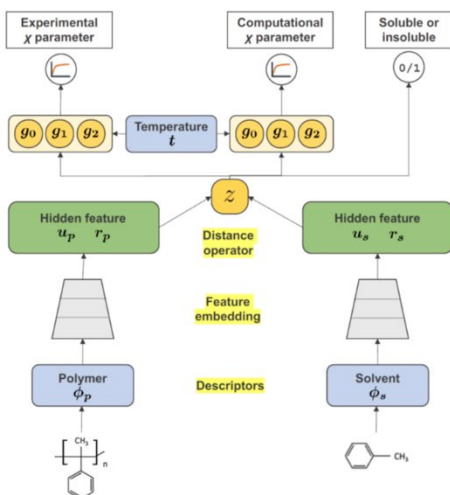 Experimental
χ parameter
Computational
χ parameter
Soluble or
insoluble
0/1
g₀ g₁ g₂
Temperature
t
g₀ g₁ g₂
z
Hidden feature
uₚ rₚ
Distance
operator
Hidden feature
uₛ rₛ
Feature
embedding
Polymer
ϕₚ
Descriptors
Solvent
ϕₛ
CH₃
n
CH₃